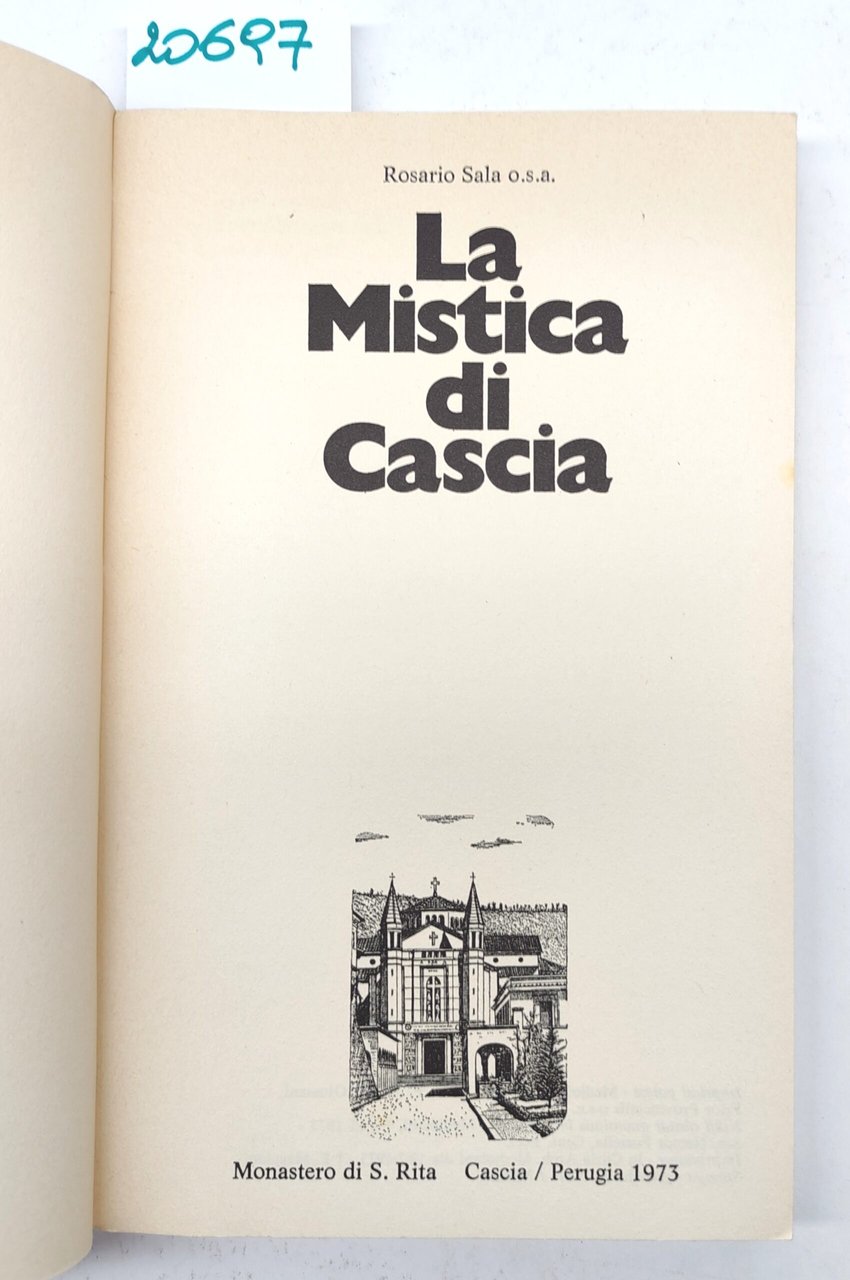 20697
Rosario Sala o.s.a.
La
Mistica
di
Cascia
Monastero di S. Rita Cascia / Perugia 1973